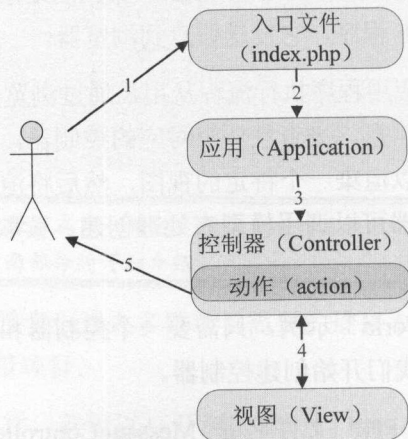 入口文件
（index.php）
1
2
应用（Application）
3
控制器（Controller）
动作（action）
5
4
视图（View）